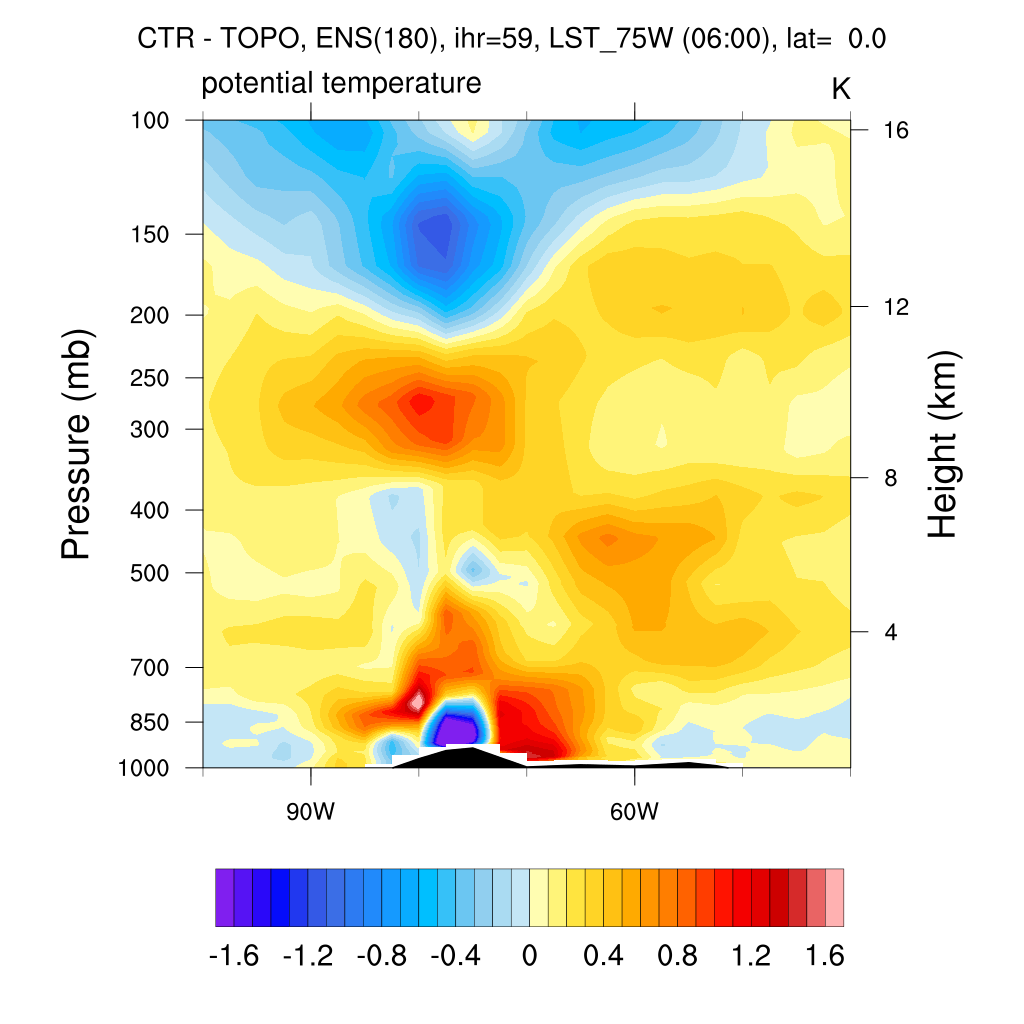 CTR - TOPO, ENS(180), ihr=59, LST_75W (06:00), lat=  0.0
potential temperature K
100
150
200
250
300
400
500
700
850
1000
Pressure (mb)
16
12
8
4
Height (km)
90W 60W
-1.6 -1.2 -0.8 -0.4 0 0.4 0.8 1.2 1.6